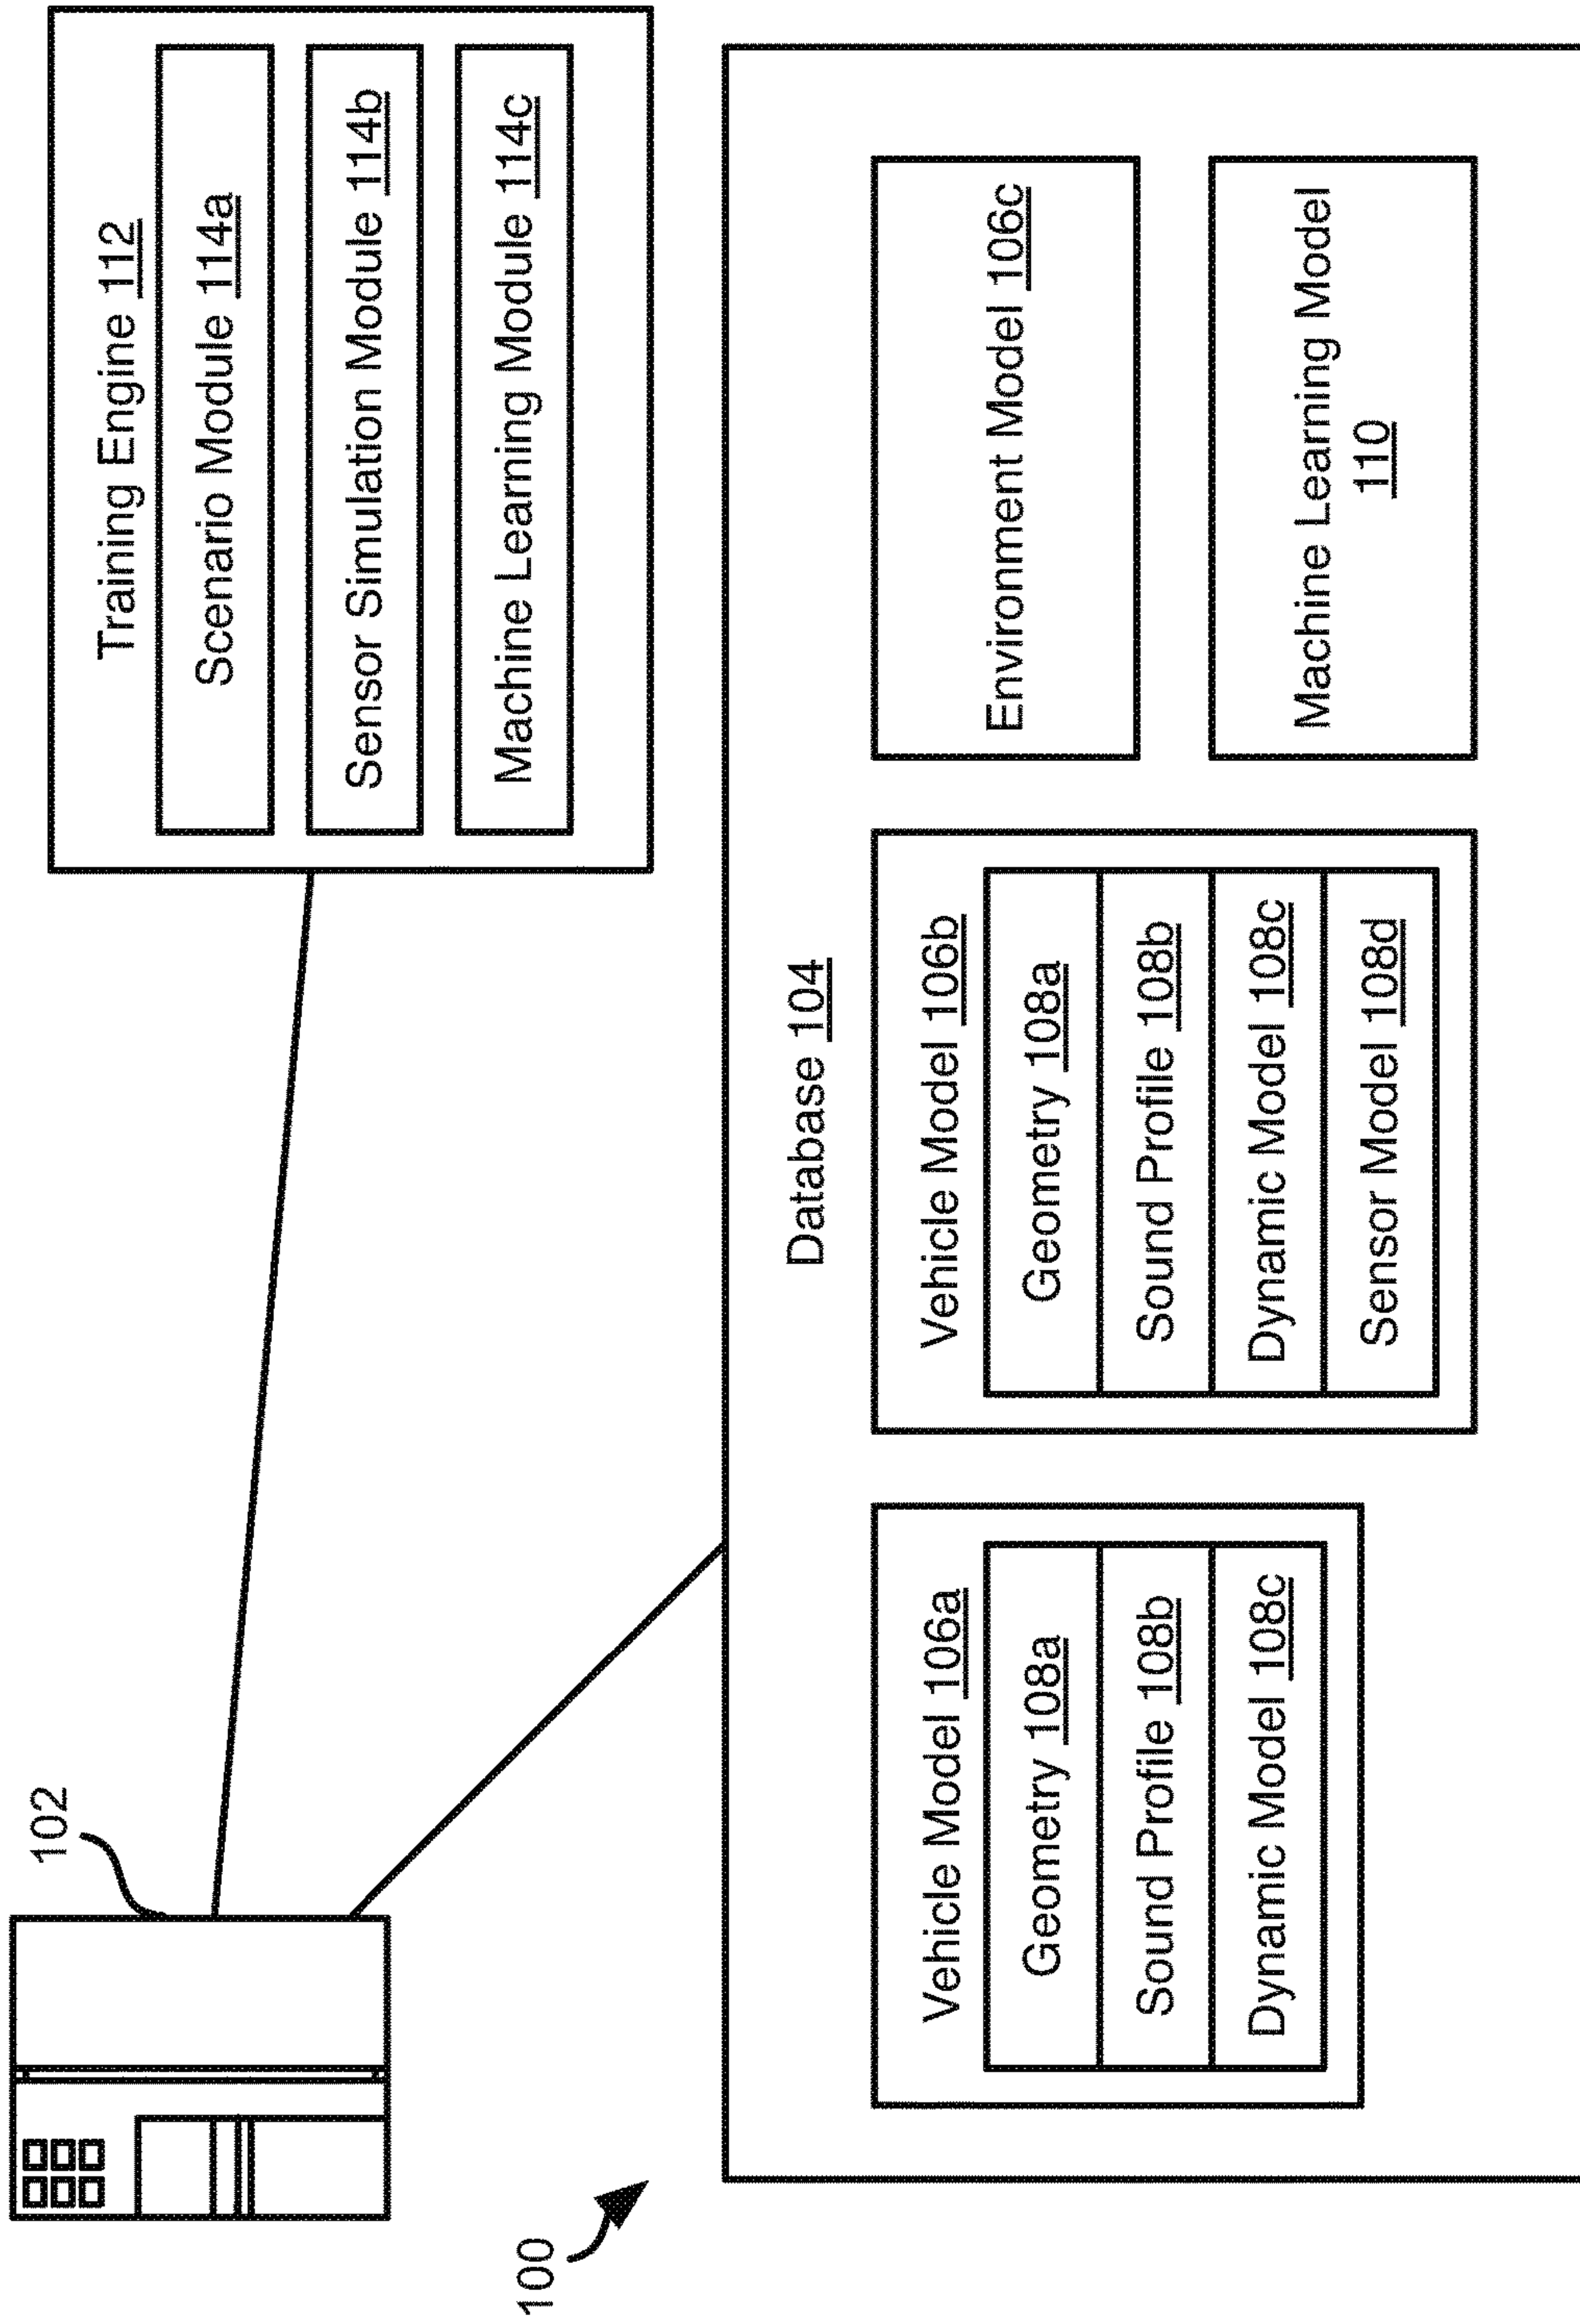 102
100
Training Engine 112
Scenario Module 114a
Sensor Simulation Module 114b
Machine Learning Module 114c
Database 104
Vehicle Model 106a
Geometry 108a
Sound Profile 108b
Dynamic Model 108c
Vehicle Model 106b
Geometry 108a
Sound Profile 108b
Dynamic Model 108c
Sensor Model 108d
Environment Model 106c
Machine Learning Model
110